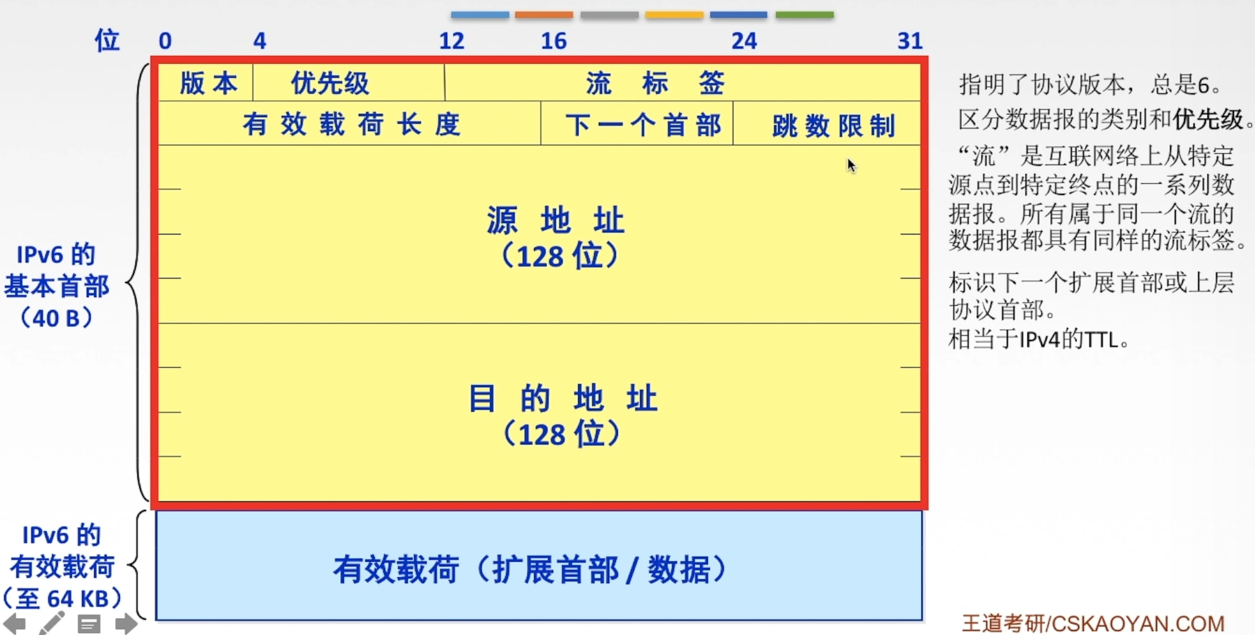 位 0 4 12 16 24 31
版本 优先级 流标签
有效载荷长度 下一个首部 跳数限制
源地址
（128 位）
目的地址
（128 位）
IPv6 的
基本首部
（40 B）
IPv6 的
有效载荷
（至 64 KB）
有效载荷（扩展首部 / 数据）
指明了协议版本，总是6。
区分数据报的类别和优先级。
“流”是互联网络上从特定
源点到特定终点的一系列数
据报。所有属于同一个流的
数据报都具有同样的流标签。
标识下一个扩展首部或上层
协议首部。
相当于IPv4的TTL。
王道考研/CSKAOYAN.COM